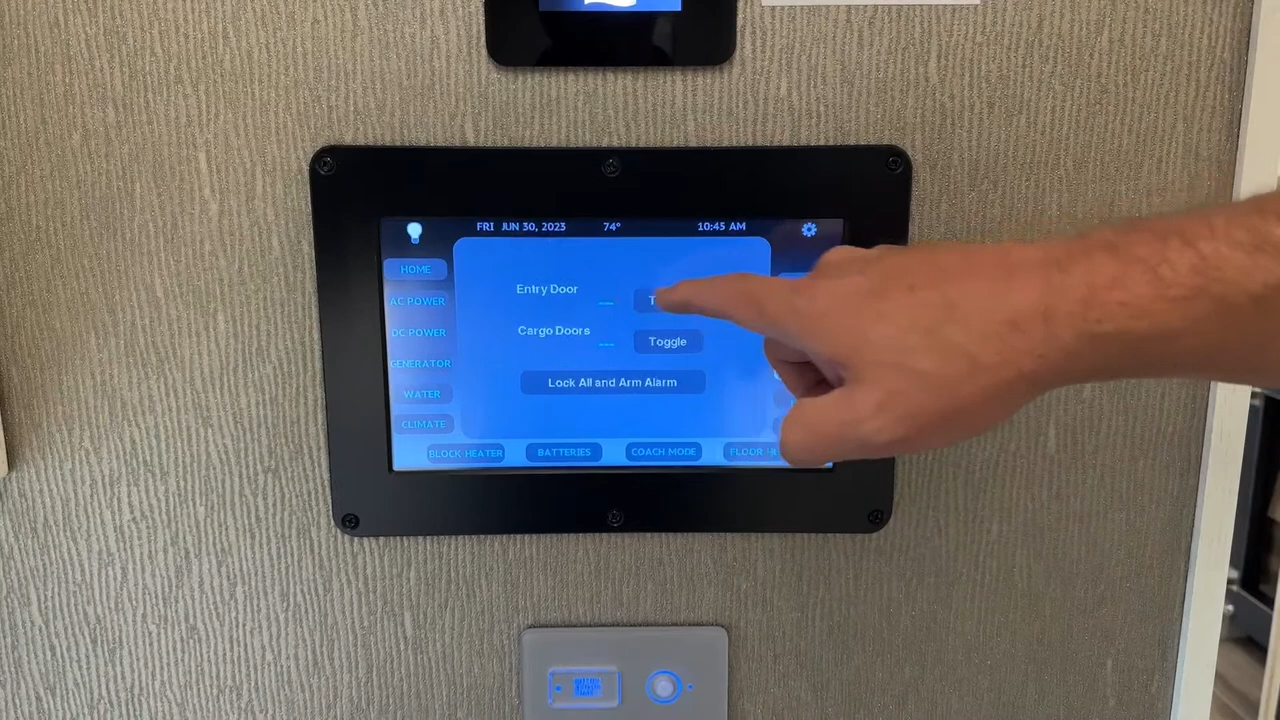 FRI JUN 30, 2023 74° 10:45 AM
HOME
AC POWER
DC POWER
GENERATOR
WATER
CLIMATE
Entry Door ---
Cargo Doors --- Toggle
Lock All and Arm Alarm
BLOCK HEATER BATTERIES COACH MODE FLOOR